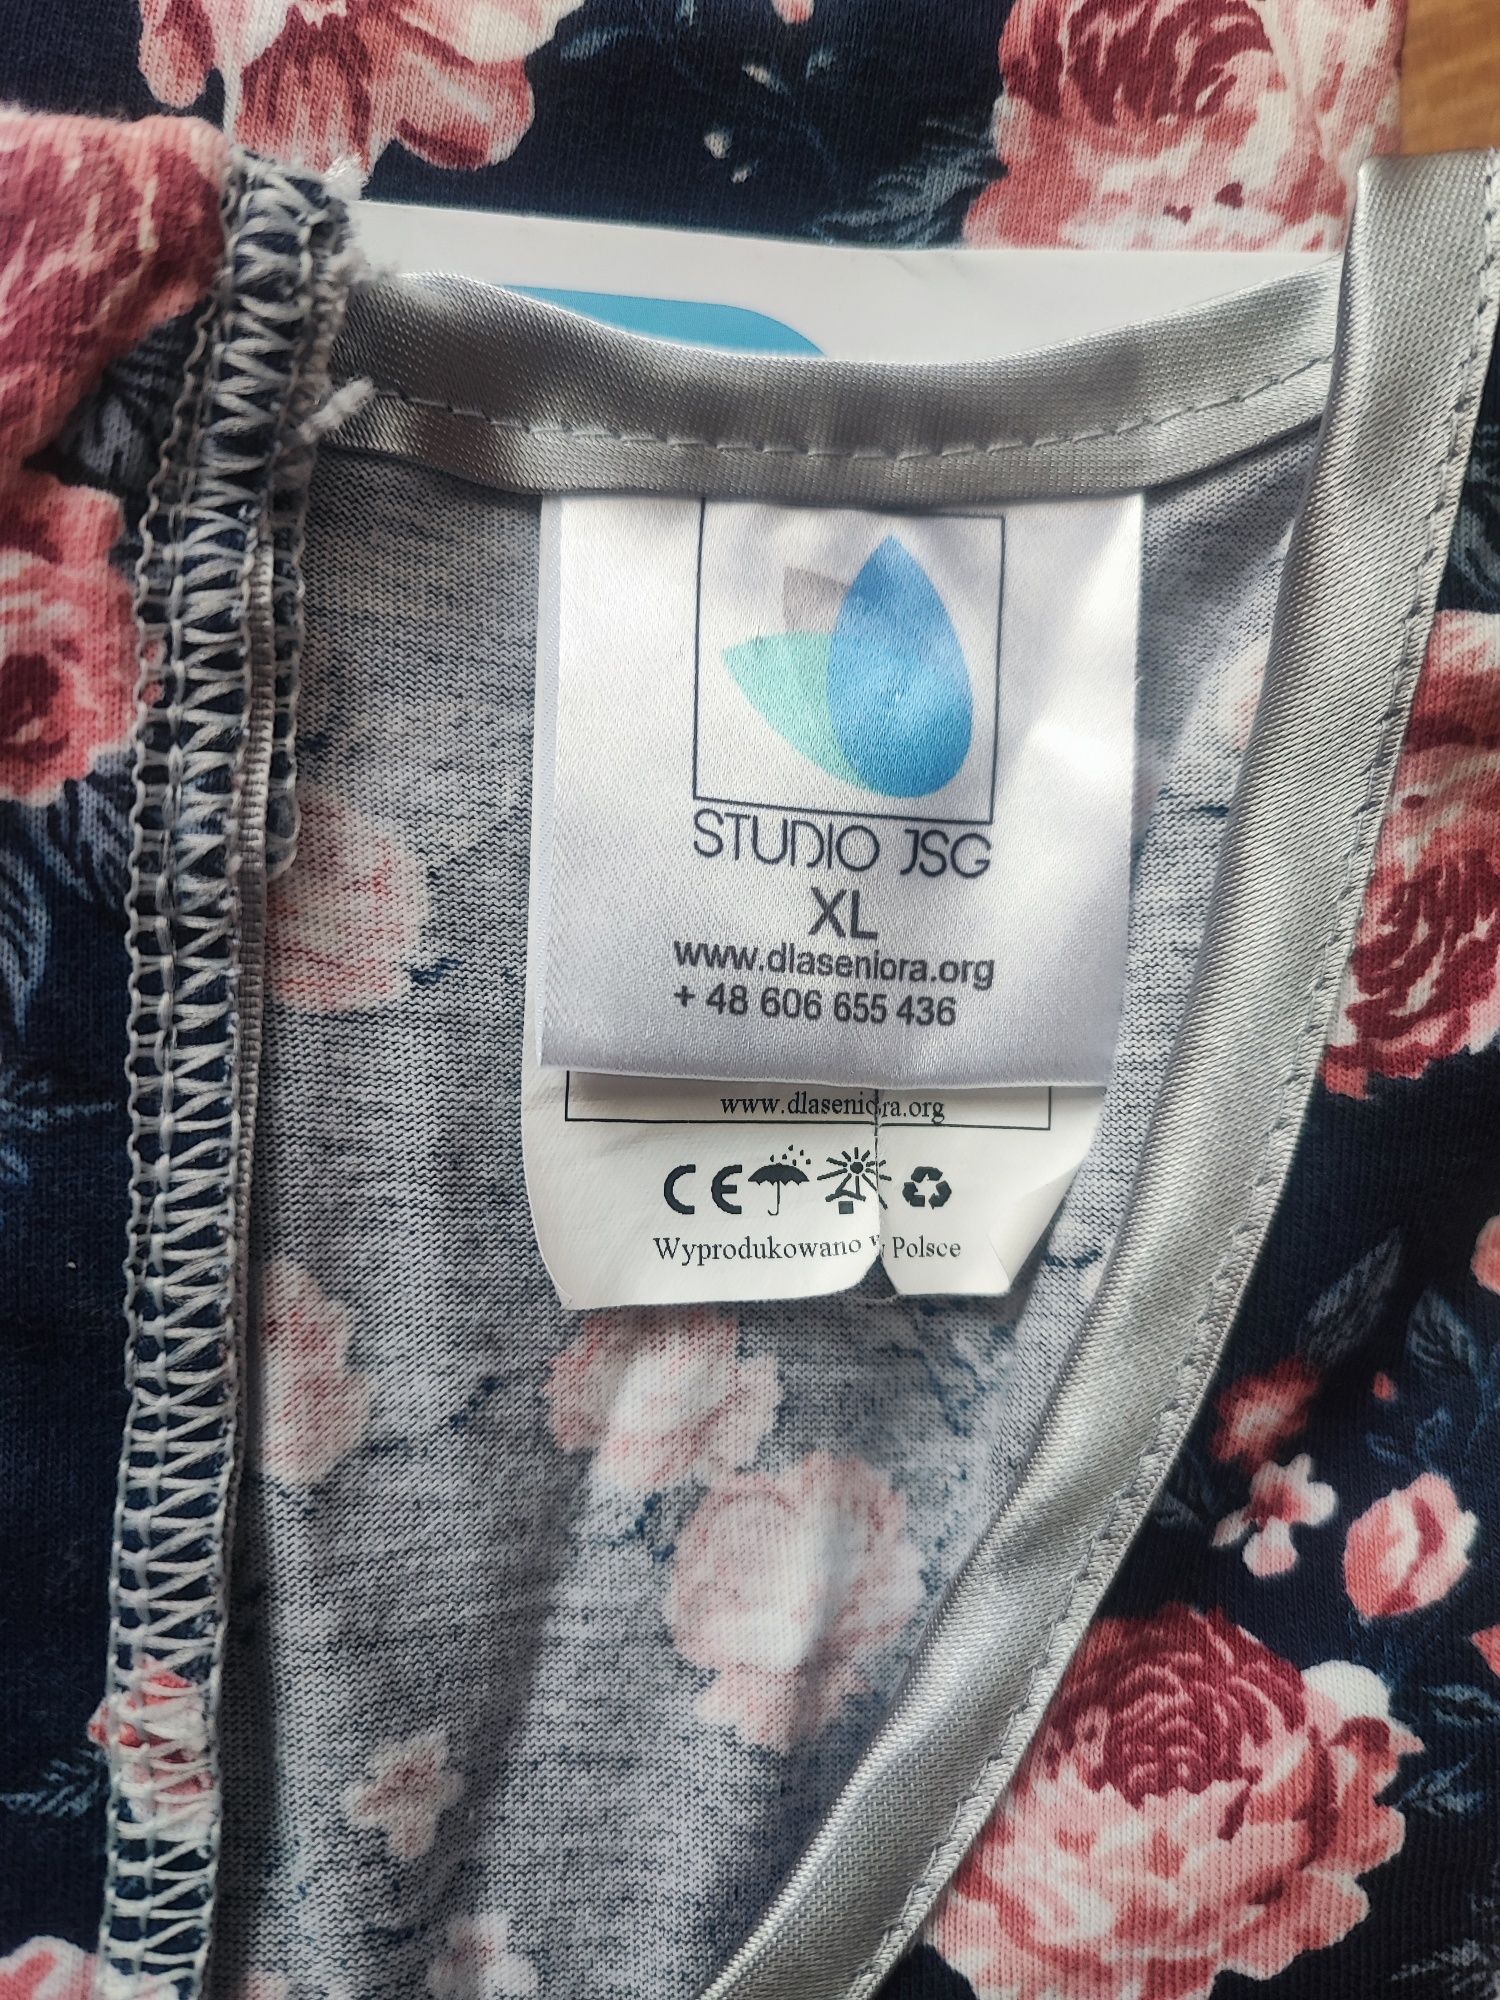 STUDIO JSG
XL
www.dlaseniora.org
+ 48 606 655 436
www.dlaseniora.org
CE
Wyprodukowano w Polsce